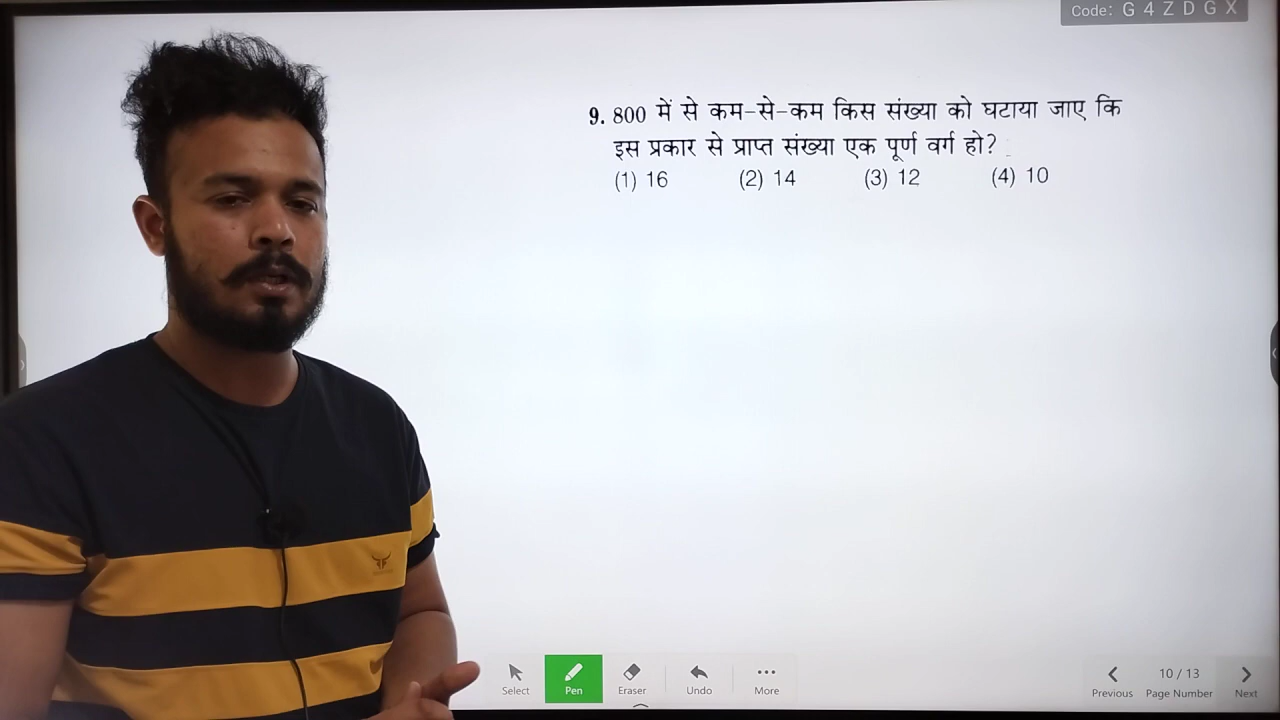 Code: G 4 Z D G X
9. 800 में से कम-से-कम किस संख्या को घटाया जाए कि
इस प्रकार से प्राप्त संख्या एक पूर्ण वर्ग हो?
(1) 16 (2) 14 (3) 12 (4) 10
Select Pen Eraser Undo More
Previous 10 / 13 Page Number Next